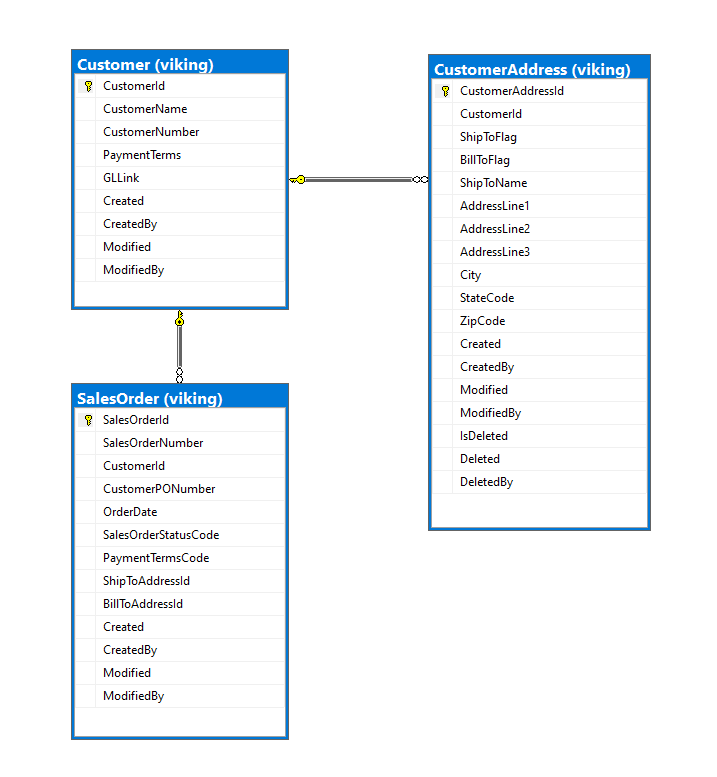 Customer (viking)
CustomerId
CustomerName
CustomerNumber
PaymentTerms
GLLink
Created
CreatedBy
Modified
ModifiedBy
CustomerAddress (viking)
CustomerAddressId
CustomerId
ShipToFlag
BillToFlag
ShipToName
AddressLine1
AddressLine2
AddressLine3
City
StateCode
ZipCode
Created
CreatedBy
Modified
ModifiedBy
IsDeleted
Deleted
DeletedBy
SalesOrder (viking)
SalesOrderId
SalesOrderNumber
CustomerId
CustomerPONumber
OrderDate
SalesOrderStatusCode
PaymentTermsCode
ShipToAddressId
BillToAddressId
Created
CreatedBy
Modified
ModifiedBy